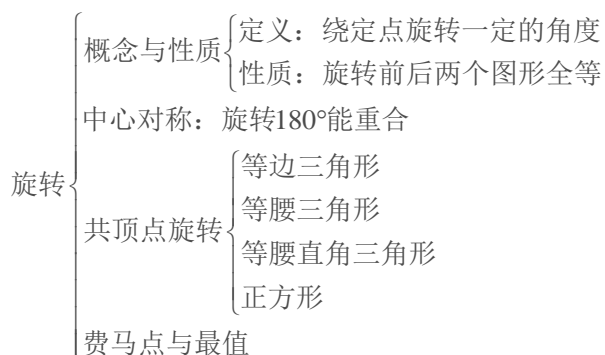 旋转
概念与性质
定义：绕定点旋转一定的角度
性质：旋转前后两个图形全等
中心对称：旋转180°能重合
共顶点旋转
等边三角形
等腰三角形
等腰直角三角形
正方形
费马点与最值